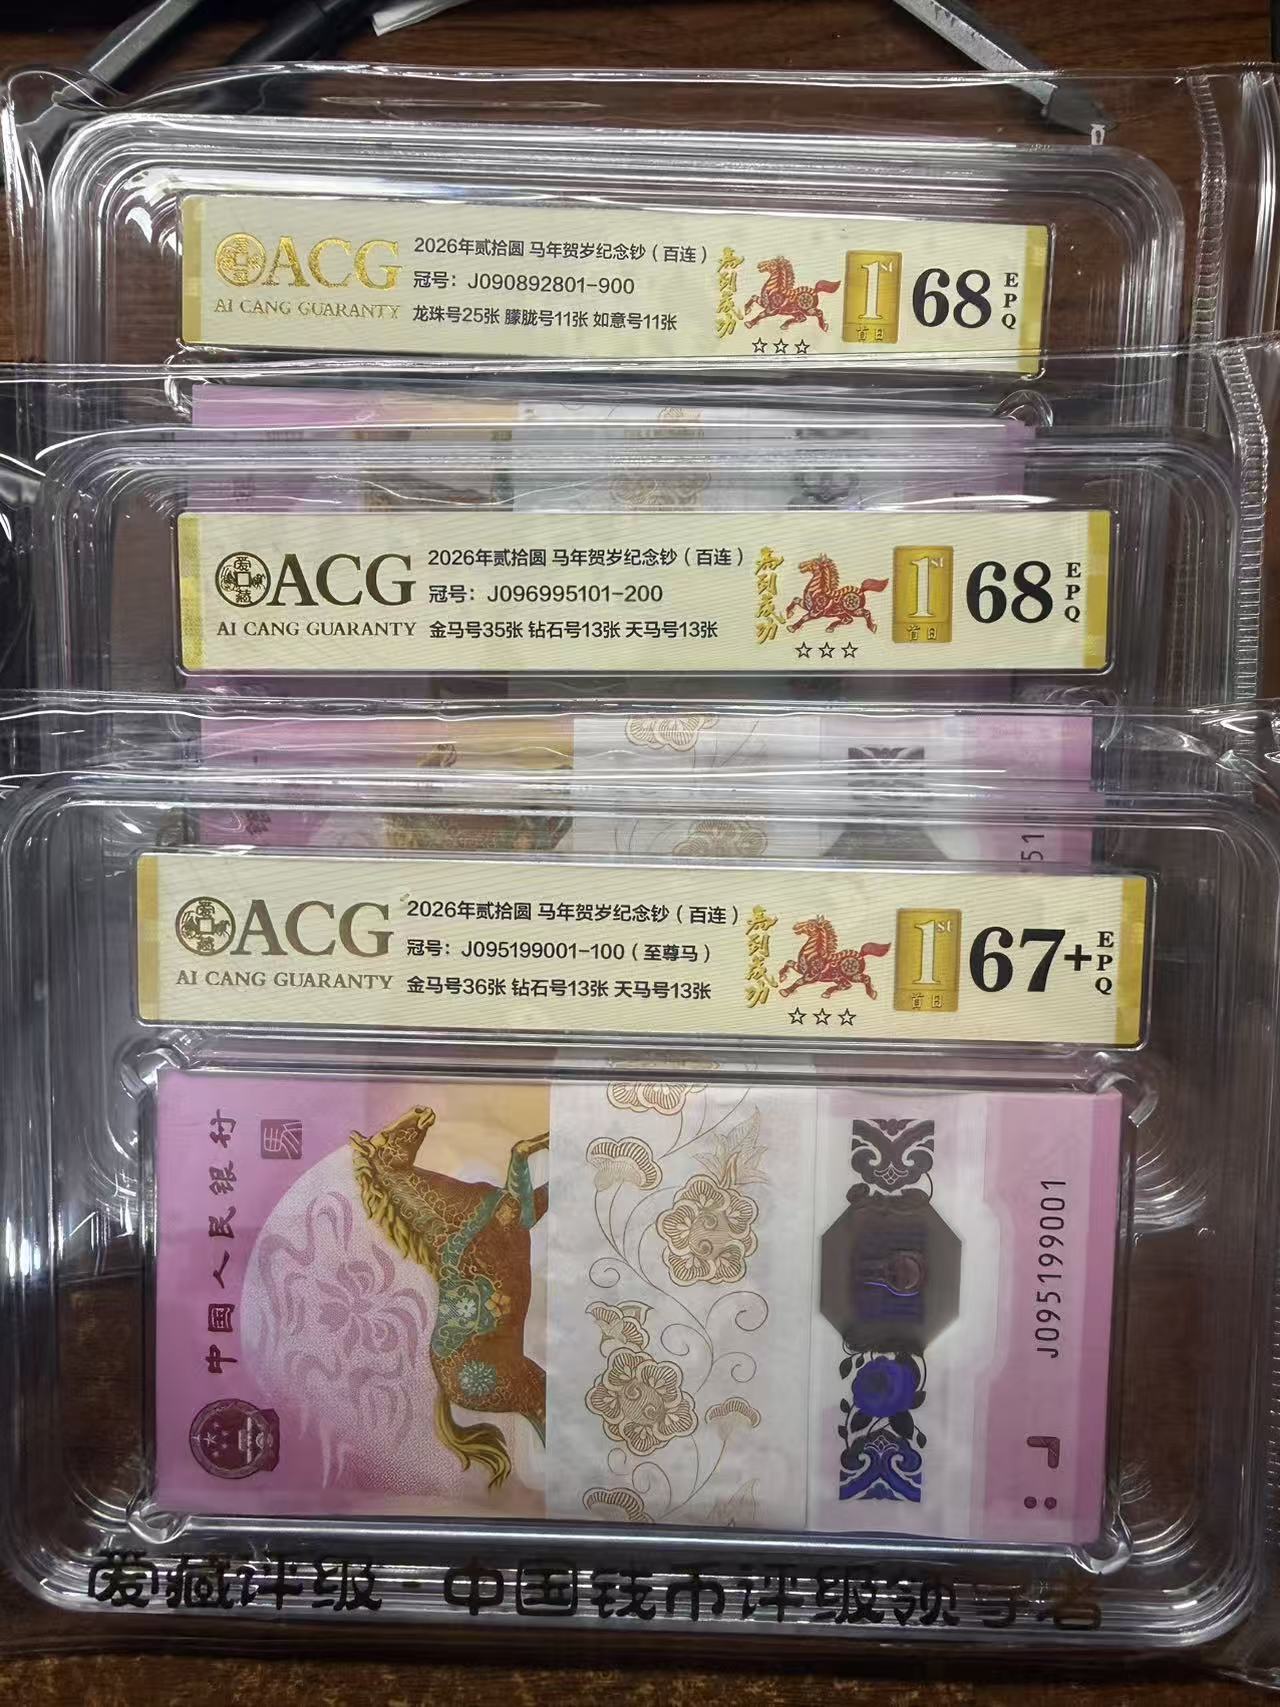 ACG
AI CANG GUARANTY
2026年贰拾圆 马年贺岁纪念钞（百连）
冠号：J090892801-900
龙珠号25张 朦胧号11张 如意号11张
馬到成功
☆☆☆
1st
首日
68
EPQ
爱藏
ACG
AI CANG GUARANTY
2026年贰拾圆 马年贺岁纪念钞（百连）
冠号：J096995101-200
金马号35张 钻石号13张 天马号13张
馬到成功
☆☆☆
1st
首日
68
EPQ
51
爱藏
ACG
AI CANG GUARANTY
2026年贰拾圆 马年贺岁纪念钞（百连）
冠号：J095199001-100（至尊马）
金马号36张 钻石号13张 天马号13张
馬到成功
☆☆☆
1st
首日
67+
EPQ
中国人民银行
馬
J095199001
爱藏评级·中国钱币评级领导者